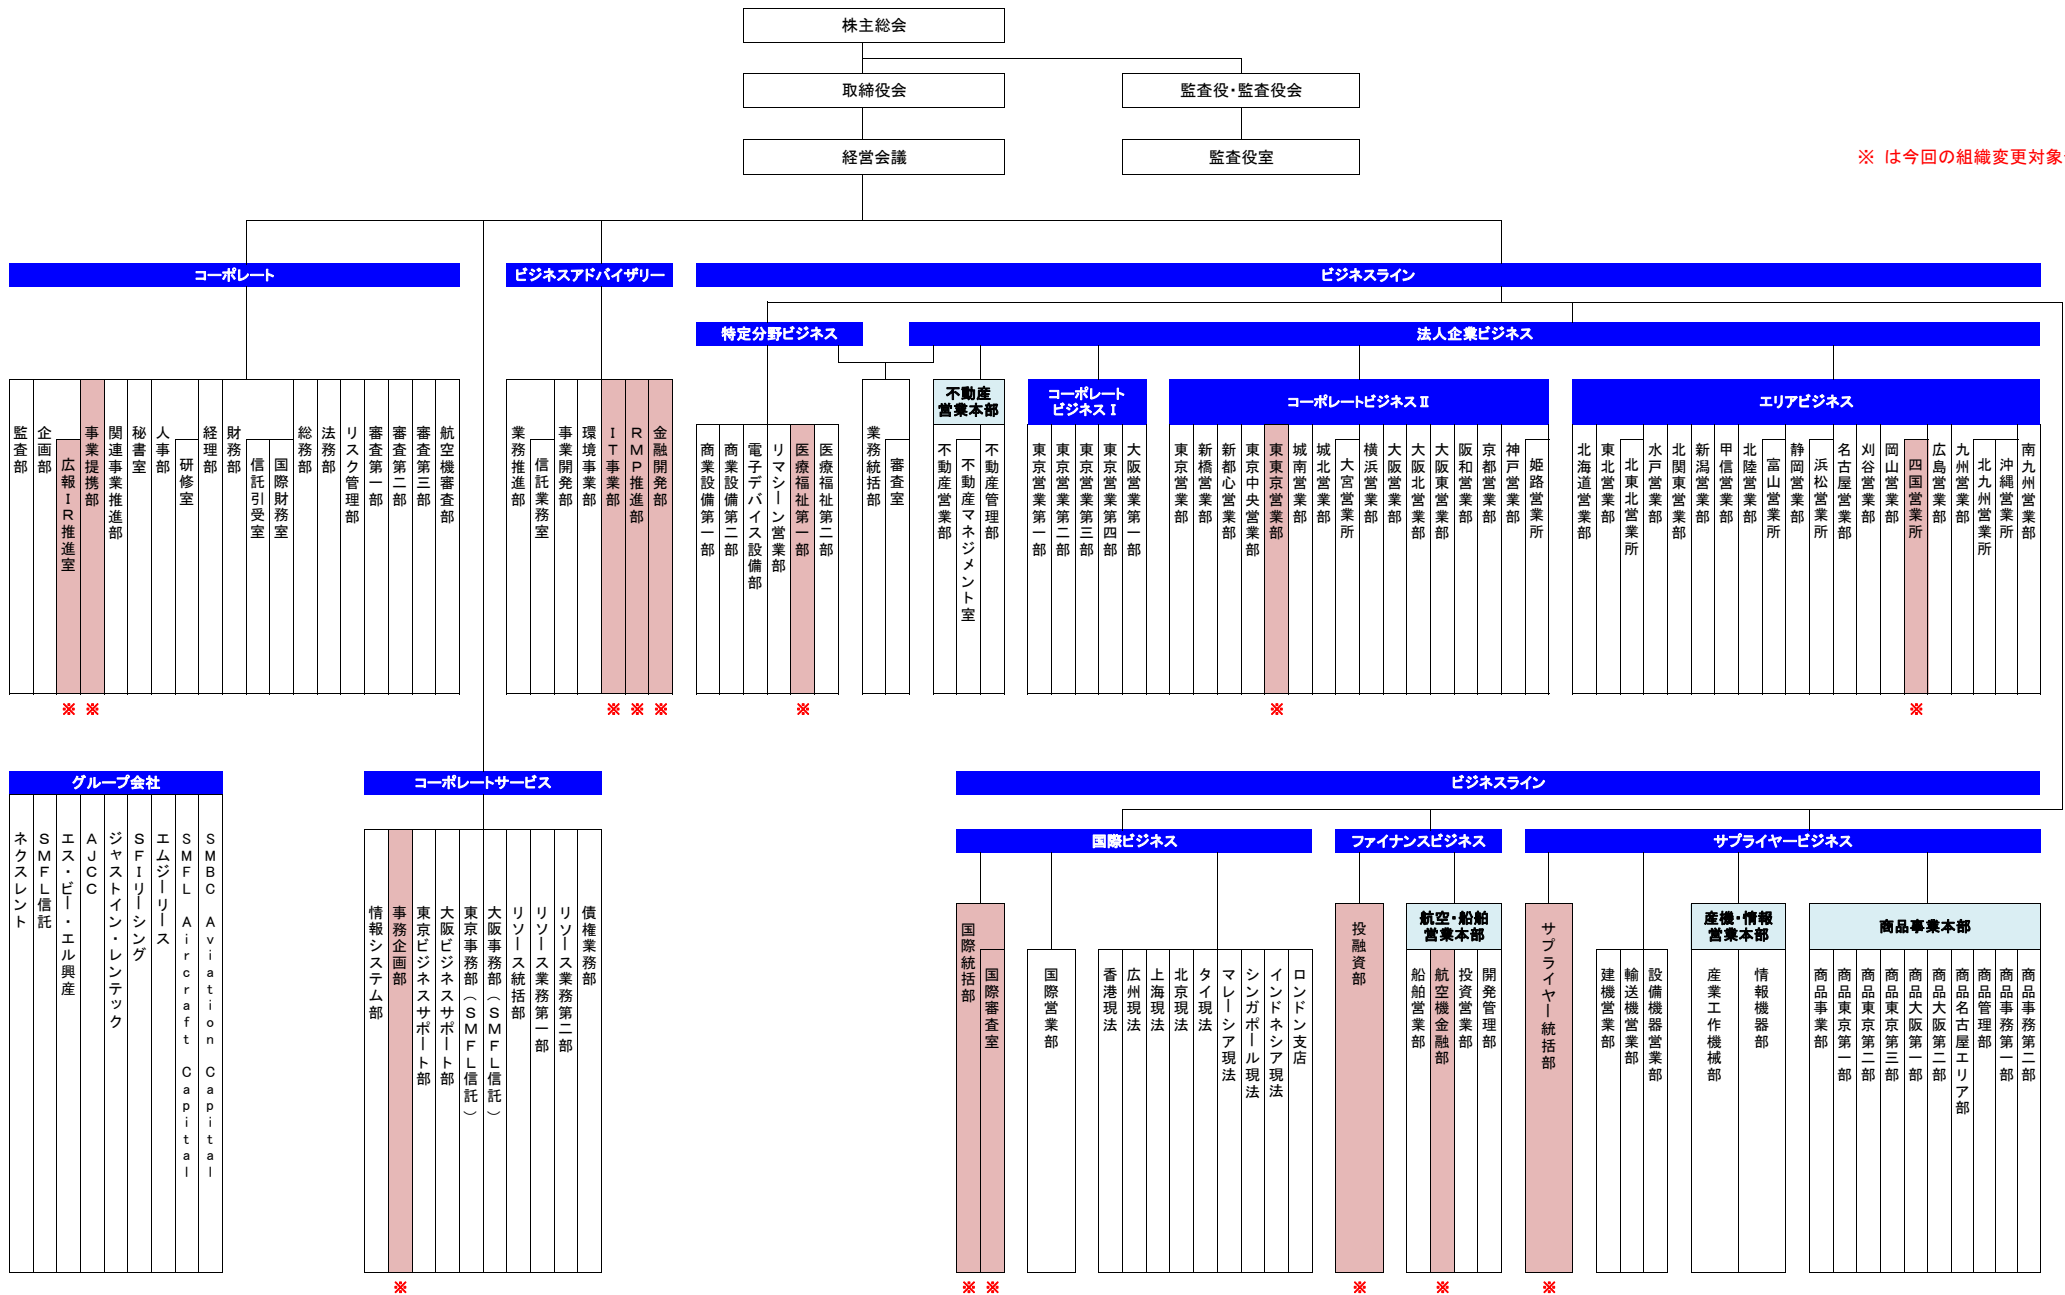 株主総会
取締役会
監査役・監査役会
経営会議
監査役室
※ は今回の組織変更対象
コーポレート
ビジネスアドバイザリー
ビジネスライン
特定分野ビジネス
法人企業ビジネス
不動産
営業本部
コーポレート
ビジネスⅠ
コーポレートビジネスⅡ
エリアビジネス
監査部
企画部
広報IR推進室
事業提携部
関連事業推進部
秘書室
人事部
研修室
経理部
財務部
信託引受室
国際財務室
総務部
法務部
リスク管理部
審査第一部
審査第二部
審査第三部
航空機審査部
業務推進部
信託業務室
事業開発部
環境事業部
IT事業部
RMP推進部
金融開発部
商業設備第一部
商業設備第二部
電子デバイス設備部
リマシーン営業部
医療福祉第一部
医療福祉第二部
業務統括部
審査室
不動産営業部
不動産マネジメント室
不動産管理部
東京営業第一部
東京営業第二部
東京営業第三部
東京営業第四部
大阪営業第一部
東京営業部
新橋営業部
新都心営業部
東京中央営業部
東東京営業部
城南営業部
城北営業部
大宮営業所
横浜営業部
大阪営業部
大阪北営業部
大阪東営業部
阪和営業部
京都営業部
神戸営業部
姫路営業所
北海道営業部
東北営業部
北東北営業所
水戸営業部
北関東営業部
新潟営業部
甲信営業部
北陸営業部
富山営業所
静岡営業部
浜松営業所
名古屋営業部
刈谷営業部
岡山営業部
四国営業所
広島営業部
九州営業部
北九州営業所
沖縄営業所
南九州営業部
※ ※ ※ ※ ※ ※ ※ ※
グループ会社
コーポレートサービス
ビジネスライン
国際ビジネス
ファイナンスビジネス
サプライヤービジネス
航空・船舶
営業本部
産機・情報
営業本部
商品事業本部
ネクスレント
SMFL信託
エス・ビー・エル興産
AJCC
ジャストイン・レンテック
SFIリーシング
エムジーリース
SMFL Aircraft Capital
SMBC Aviation Capital
情報システム部
事務企画部
東京ビジネスサポート部
大阪ビジネスサポート部
東京事務部(SMFL信託)
大阪事務部(SMFL信託)
リソース統括部
リソース業務第一部
リソース業務第二部
債権業務部
国際統括部
国際審査室
国際営業部
香港現法
広州現法
上海現法
北京現法
タイ現法
マレーシア現法
シンガポール現法
インドネシア現法
ロンドン支店
投融資部
船舶営業部
航空機金融部
投資営業部
開発管理部
サプライヤー統括部
建機営業部
輸送機営業部
設備機器営業部
産業工作機械部
情報機器部
商品事業部
商品東京第一部
商品東京第二部
商品東京第三部
商品大阪第一部
商品大阪第二部
商品名古屋エリア部
商品管理部
商品事務第一部
商品事務第二部
※ ※ ※ ※ ※ ※